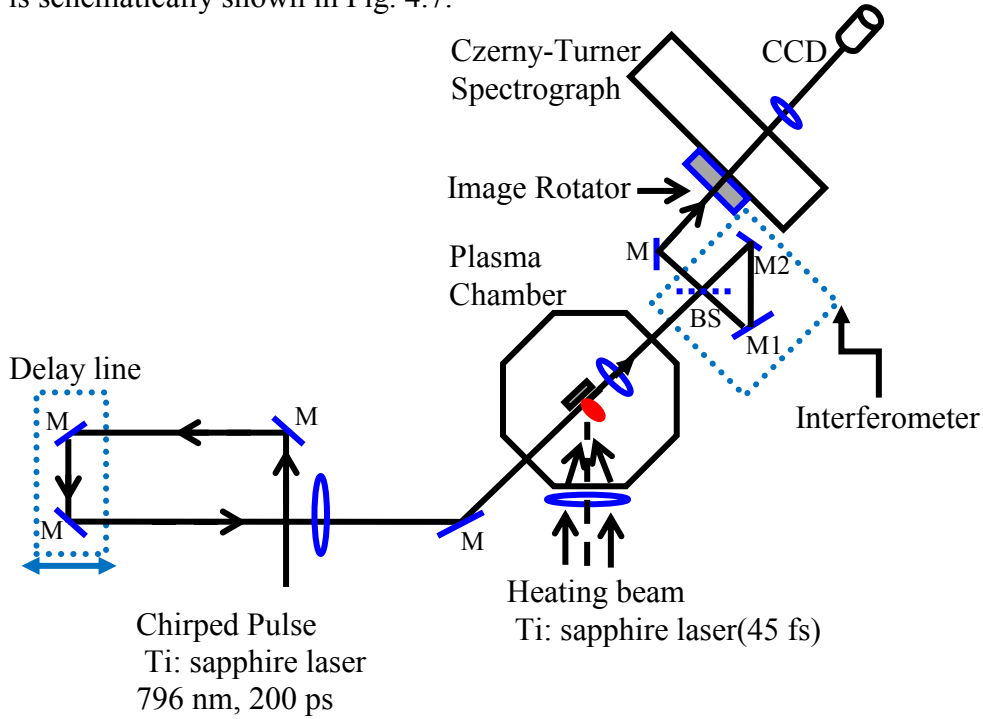 is schematically shown in Fig. 4.7.
Czerny-Turner
Spectrograph
CCD
Image Rotator
M
M2
Plasma
Chamber
BS
M1
Interferometer
Delay line
M
M
M
M
Heating beam
Ti: sapphire laser(45 fs)
Chirped Pulse
Ti: sapphire laser
796 nm, 200 ps